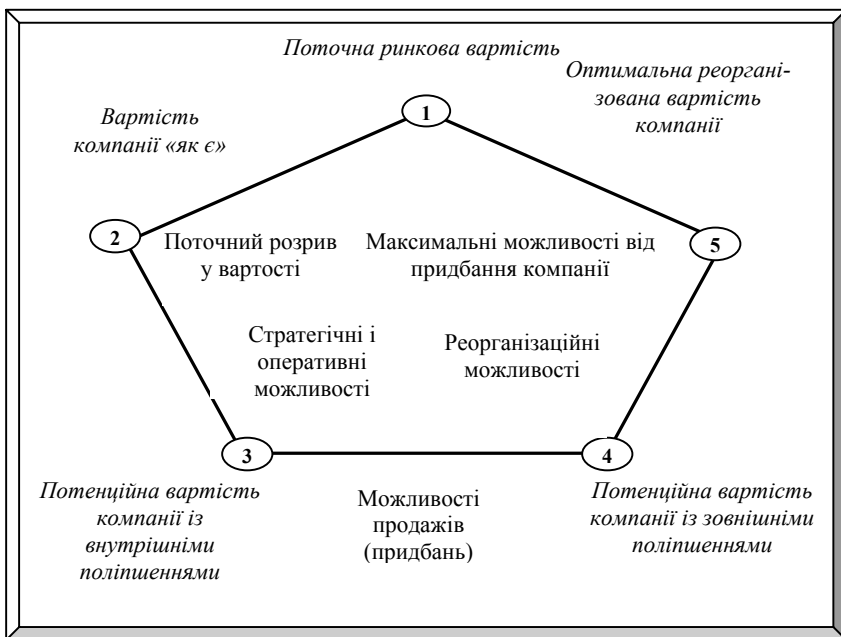 Поточна ринкова вартість
Оптимальна реоргані-
зована вартість
компанії
Вартість
компанії «як є»
1
2
5
Поточний розрив
у вартості
Максимальні можливості від
придбання компанії
Стратегічні і
оперативні
можливості
Реорганізаційні
можливості
3
4
Потенційна вартість
компанії із
внутрішніми
поліпшеннями
Можливості
продажів
(придбань)
Потенційна вартість
компанії із зовнішніми
поліпшеннями